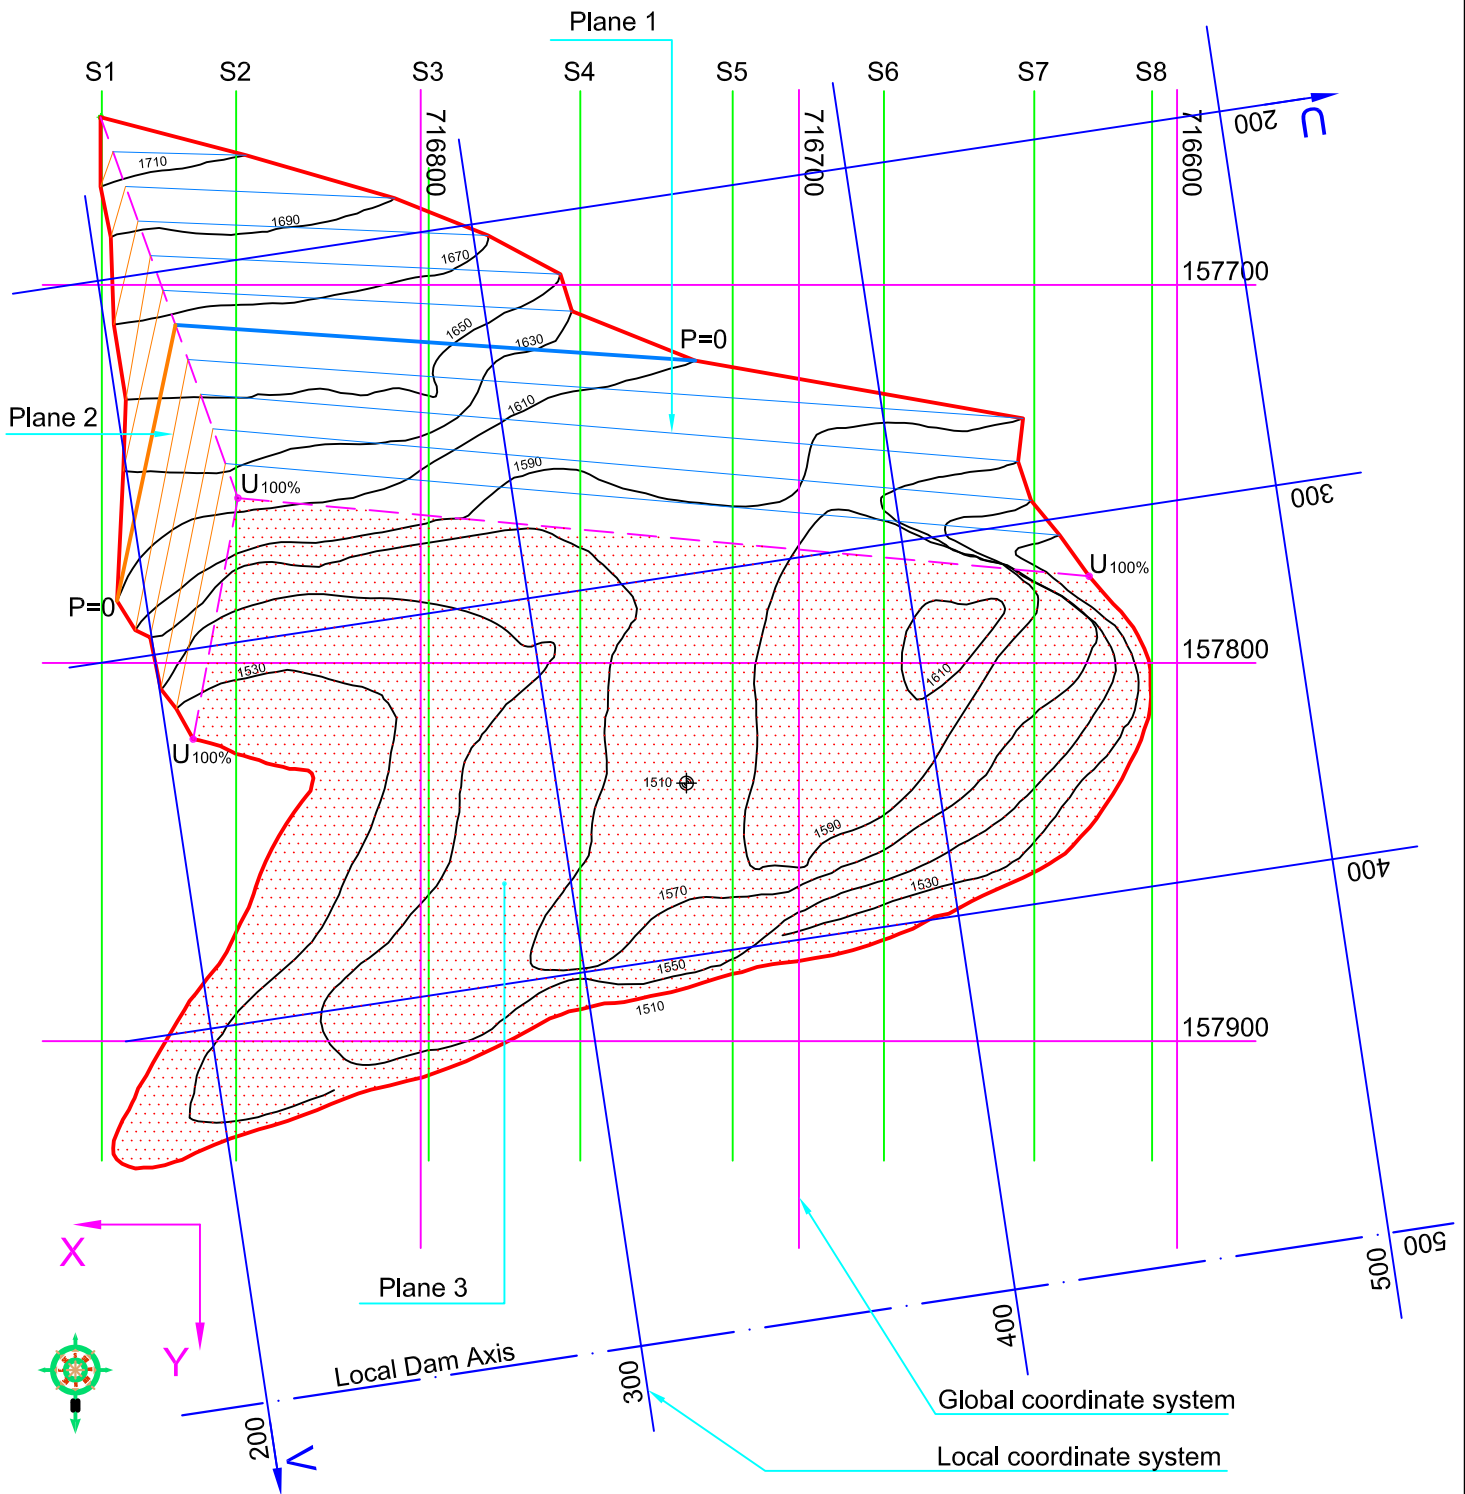 Plane 1
S1 S2 S3 S4 S5 S6 S7 S8
716800
716700
716600
200
U
1710
1690
1670
157700
1650
1630
P=0
1610
Plane 2
1590
U100%
300
U100%
P=0
157800
1530
1610
U100%
1510
1590
400
1570
1530
1550
1510
157900
X
Plane 3
500
500
Y
Local Dam Axis
400
300
Global coordinate system
200
V
Local coordinate system